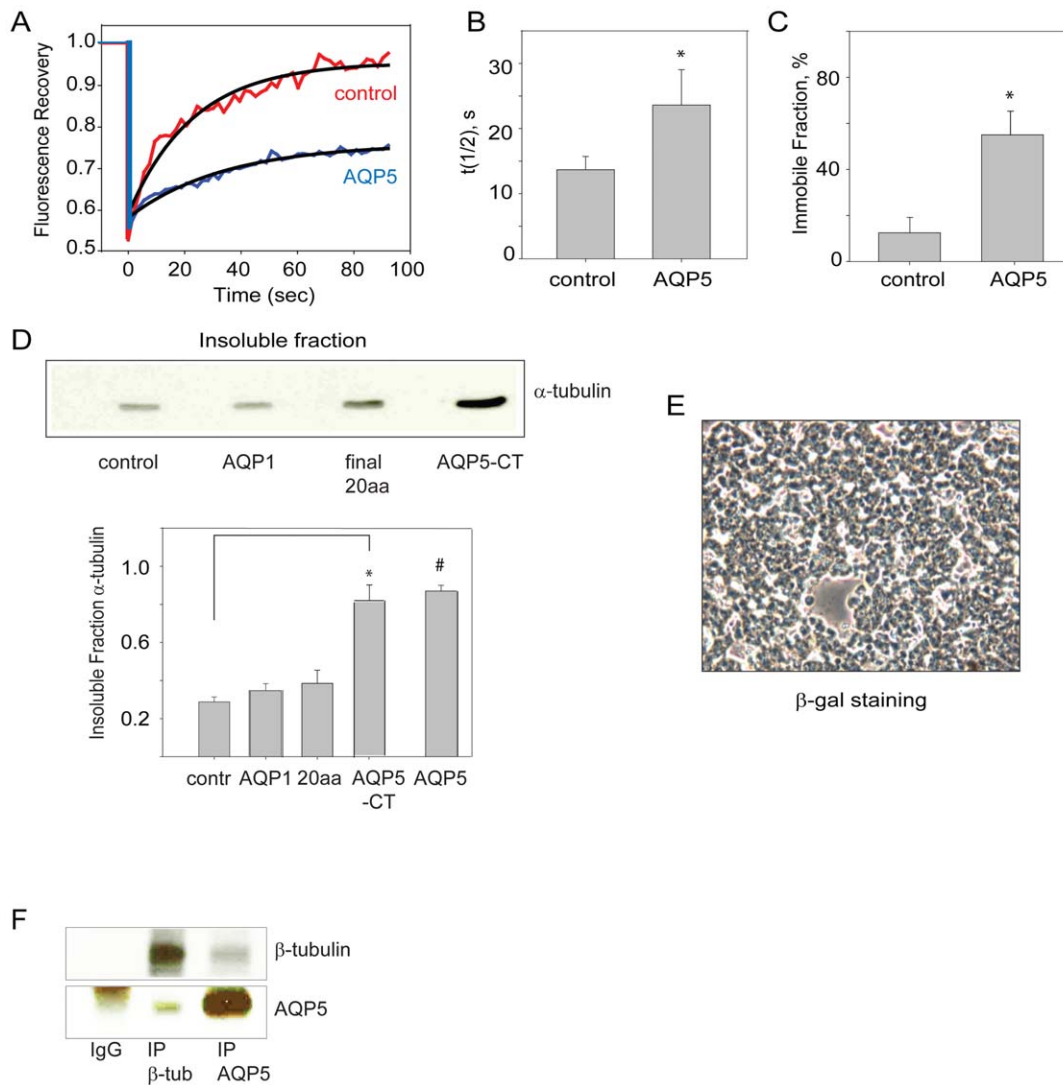 A
Fluorescence Recovery
1.0
0.9
0.8
0.7
0.6
0.5
control
AQP5
0 20 40 60 80 100
Time (sec)
B
t(1/2), s
30
20
10
0
*
control AQP5
C
Immobile Fraction, %
80
40
0
*
control AQP5
D
Insoluble fraction
α-tubulin
control AQP1 final 20aa AQP5-CT
Insoluble Fraction α-tubulin
1.0
0.6
0.2
* #
contr AQP1 20aa AQP5 -CT AQP5
E
β-gal staining
F
β-tubulin
AQP5
IgG IP β-tub IP AQP5